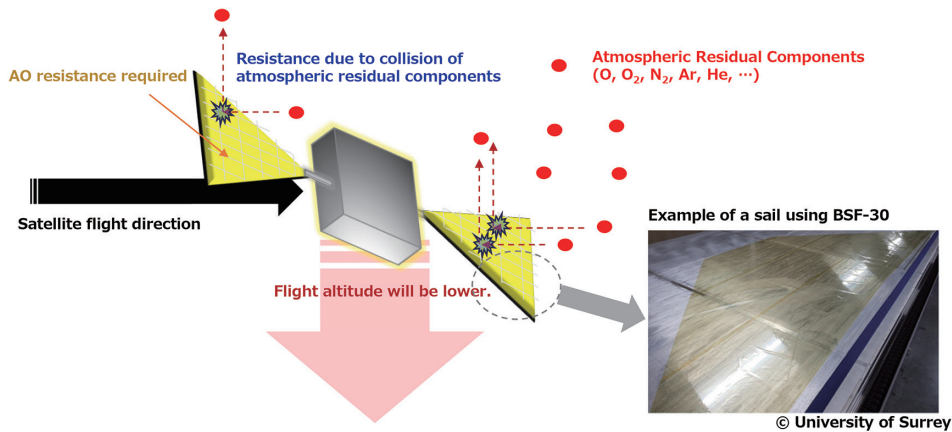 AO resistance required
Resistance due to collision of
atmospheric residual components
Atmospheric Residual Components
(O, O₂, N₂, Ar, He, …)
Satellite flight direction
Flight altitude will be lower.
Example of a sail using BSF-30
© University of Surrey